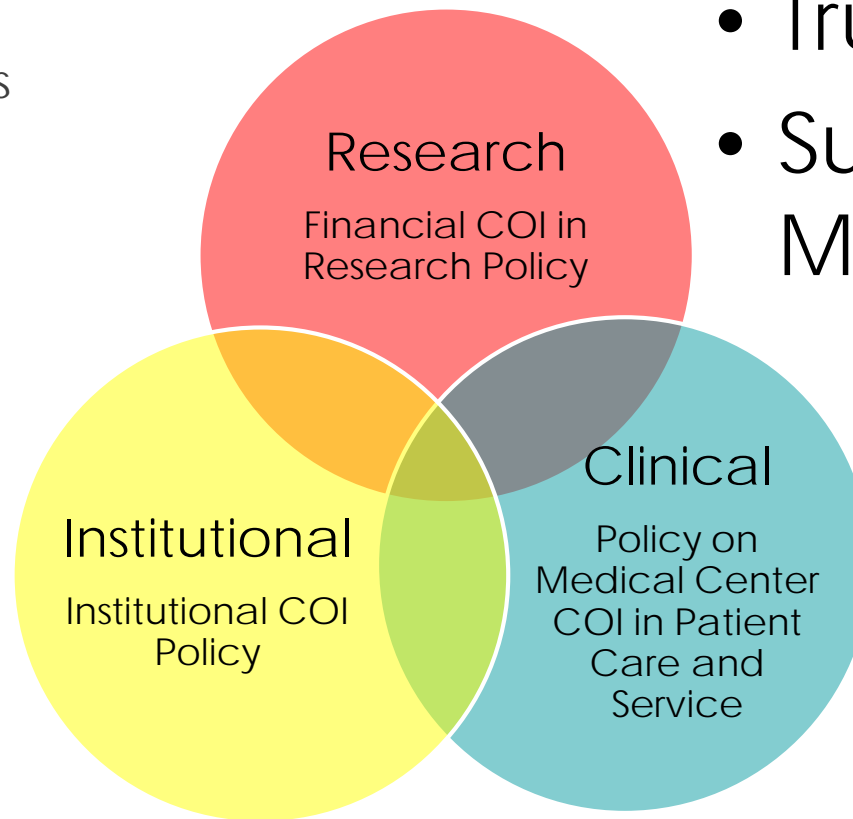 Research
Financial COI in
Research Policy
Clinical
Policy on
Medical Center
COI in Patient
Care and
Service
Institutional
Institutional COI
Policy